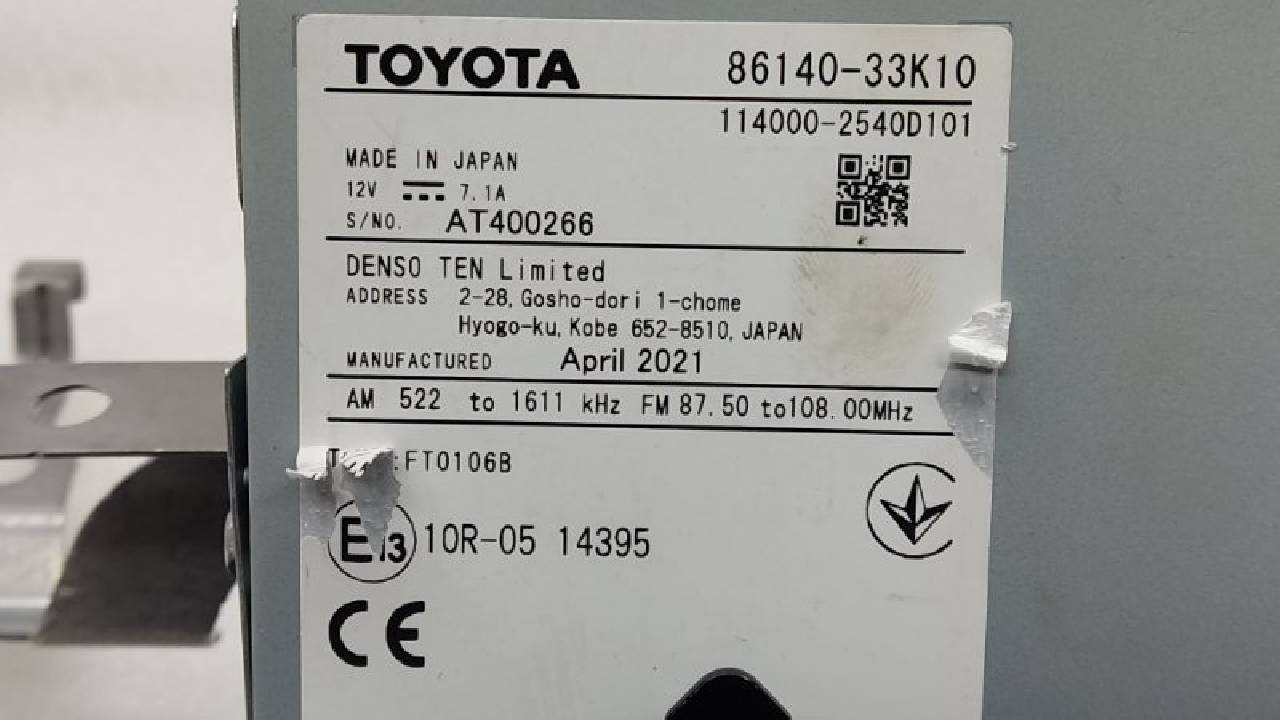 TOYOTA 86140-33K10
114000-2540D101
MADE IN JAPAN
12V 7.1A
S/NO. AT400266
DENSO TEN Limited
ADDRESS 2-28, Gosho-dori 1-chome
Hyogo-ku, Kobe 652-8510, JAPAN
MANUFACTURED April 2021
AM 522 to 1611 kHz FM 87.50 to108.00MHz
:FT0106B
E13 10R-05 14395
CE